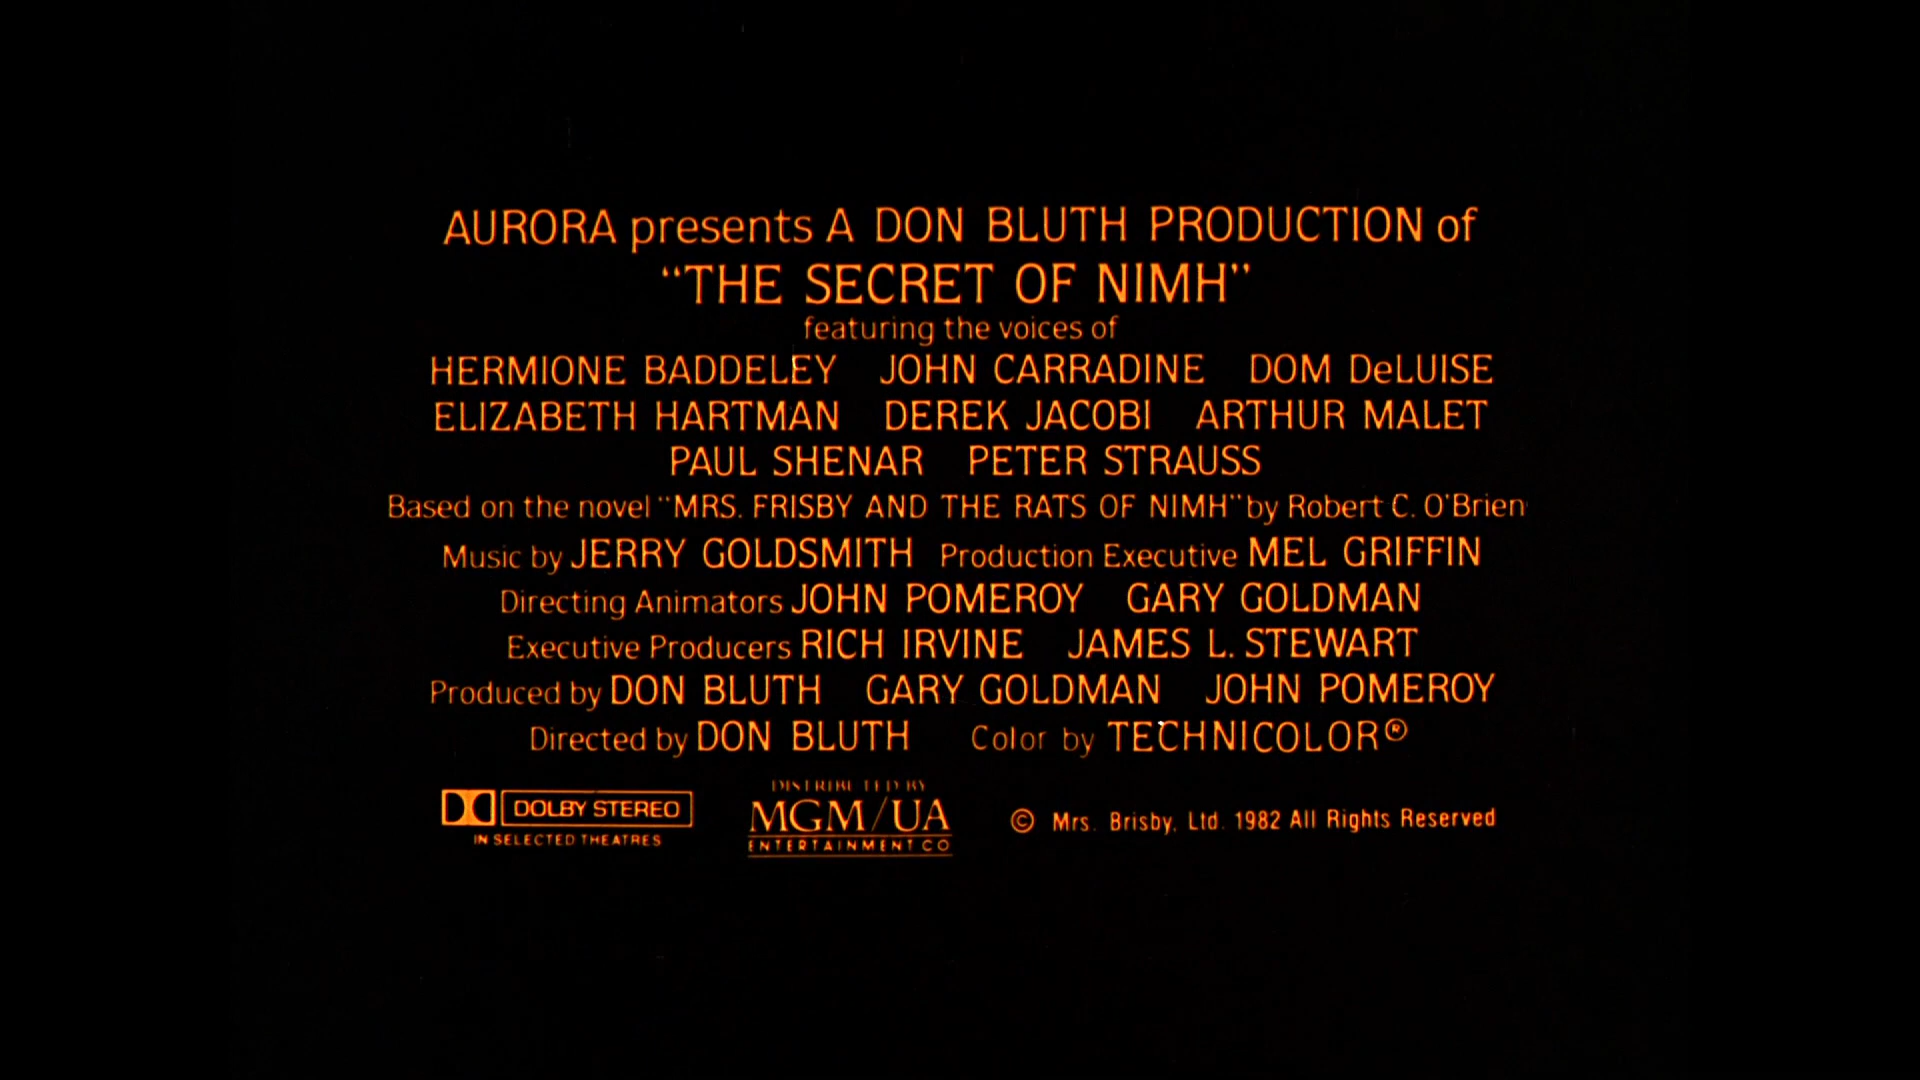 AURORA presents A DON BLUTH PRODUCTION of
"THE SECRET OF NIMH"
featuring the voices of
HERMIONE BADDELEY JOHN CARRADINE DOM DeLUISE
ELIZABETH HARTMAN DEREK JACOBI ARTHUR MALET
PAUL SHENAR PETER STRAUSS
Based on the novel "MRS. FRISBY AND THE RATS OF NIMH" by Robert C. O'Brien
Music by JERRY GOLDSMITH Production Executive MEL GRIFFIN
Directing Animators JOHN POMEROY GARY GOLDMAN
Executive Producers RICH IRVINE JAMES L. STEWART
Produced by DON BLUTH GARY GOLDMAN JOHN POMEROY
Directed by DON BLUTH Color by TECHNICOLOR®
DOLBY STEREO
IN SELECTED THEATRES
DISTRIBUTED BY
MGM/UA
ENTERTAINMENT CO
© Mrs. Brisby, Ltd. 1982 All Rights Reserved